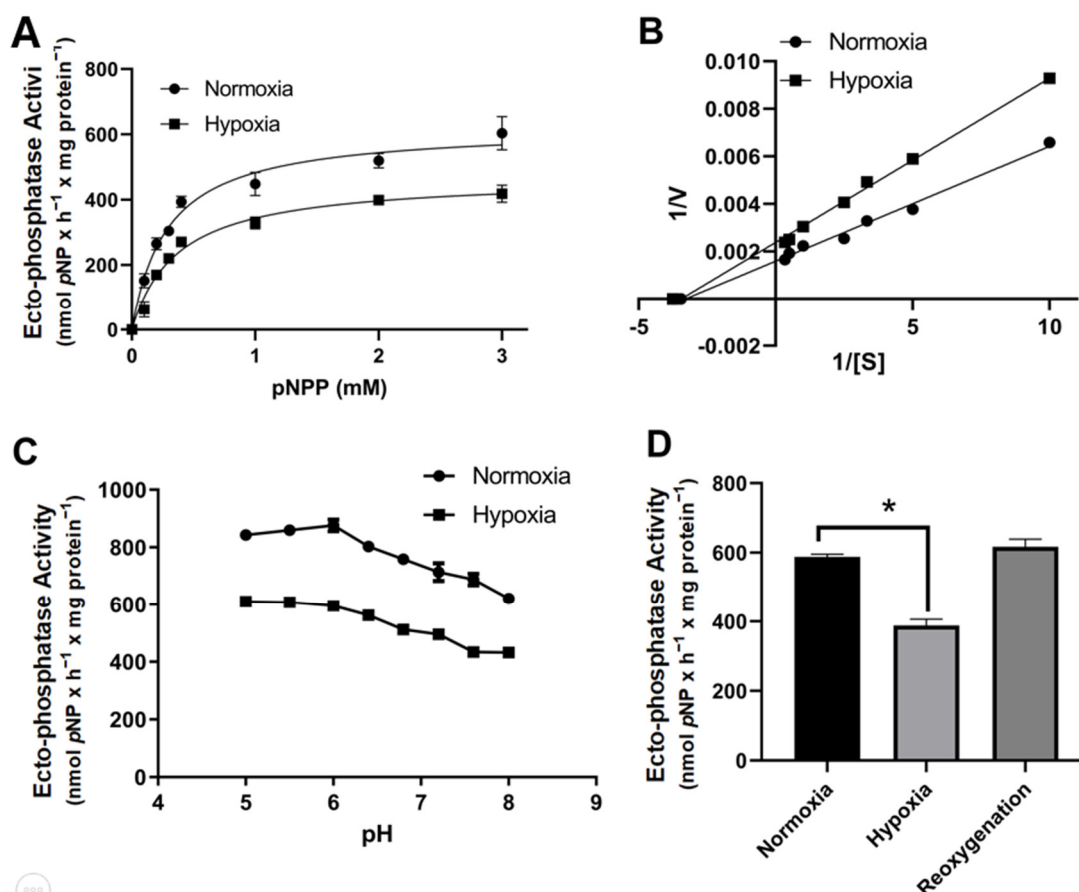 A
Ecto-phosphatase Activi
(nmol pNP x h⁻¹ x mg protein⁻¹)
800
600
400
200
0
Normoxia
Hypoxia
0
1
2
3
pNPP (mM)
B
Normoxia
Hypoxia
0.010
0.008
0.006
0.004
0.002
-0.002
1/V
-5
5
10
1/[S]
C
Ecto-phosphatase Activity
(nmol pNP x h⁻¹ x mg protein⁻¹)
Normoxia
Hypoxia
1000
800
600
400
200
0
4
5
6
7
8
9
pH
D
Ecto-phosphatase Activity
(nmol pNP x h⁻¹ x mg protein⁻¹)
800
600
400
200
0
*
Normoxia
Hypoxia
Reoxygenation